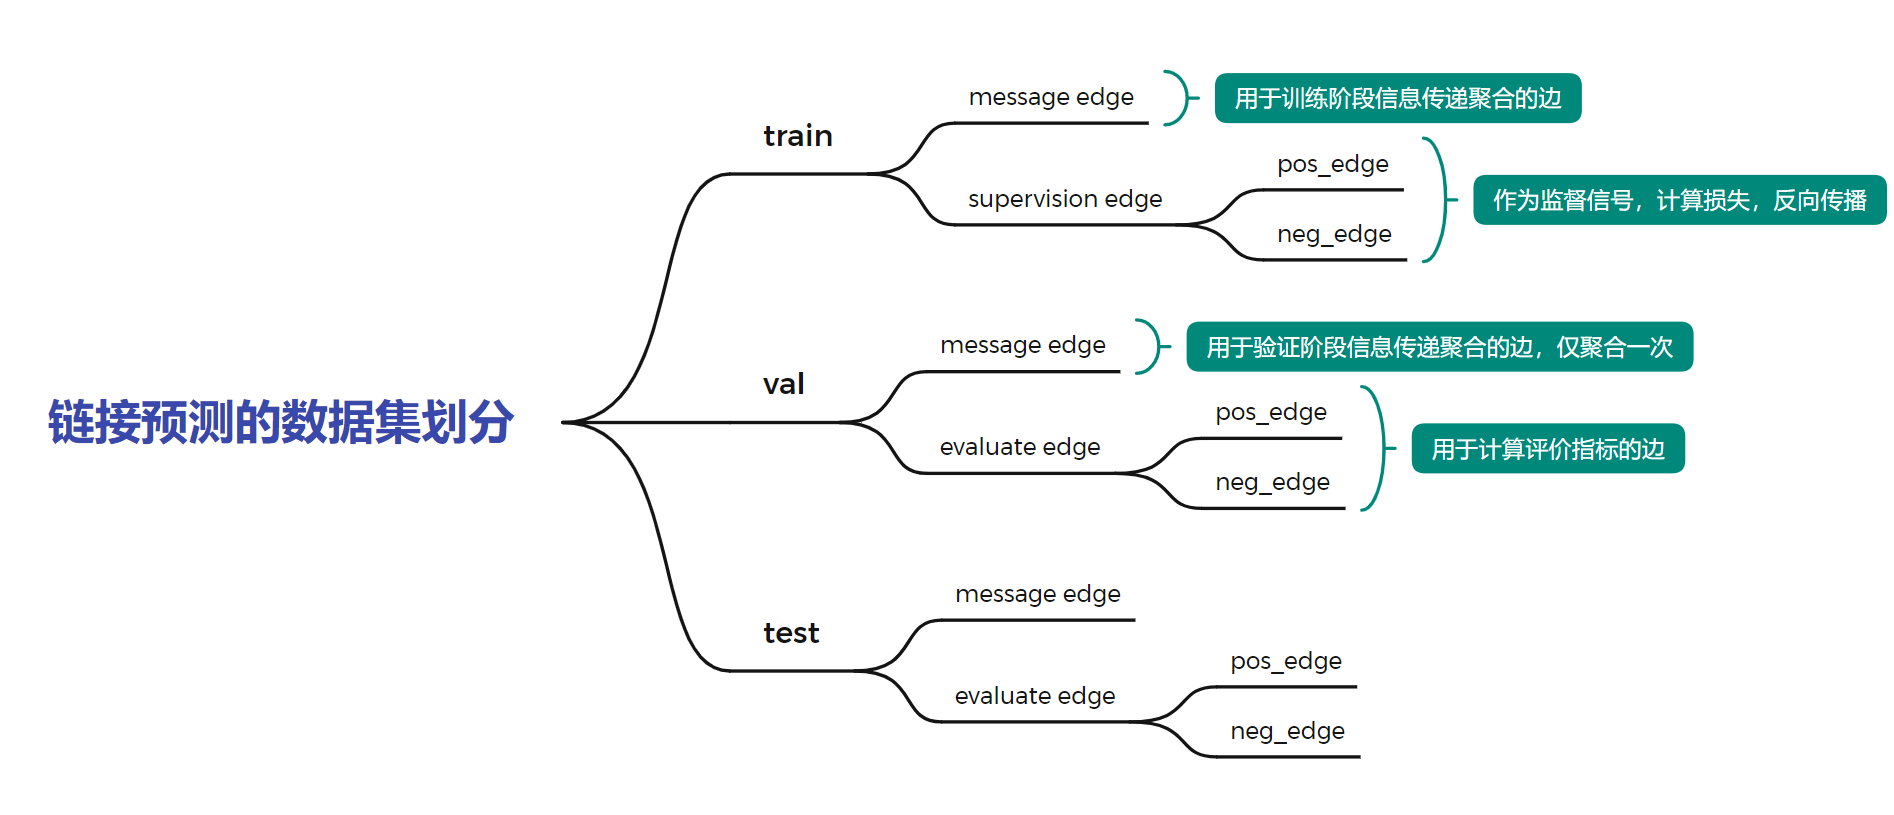 链接预测的数据集划分
train
message edge
用于训练阶段信息传递聚合的边
supervision edge
pos_edge
neg_edge
作为监督信号，计算损失，反向传播
val
message edge
用于验证阶段信息传递聚合的边，仅聚合一次
evaluate edge
pos_edge
neg_edge
用于计算评价指标的边
test
message edge
evaluate edge
pos_edge
neg_edge